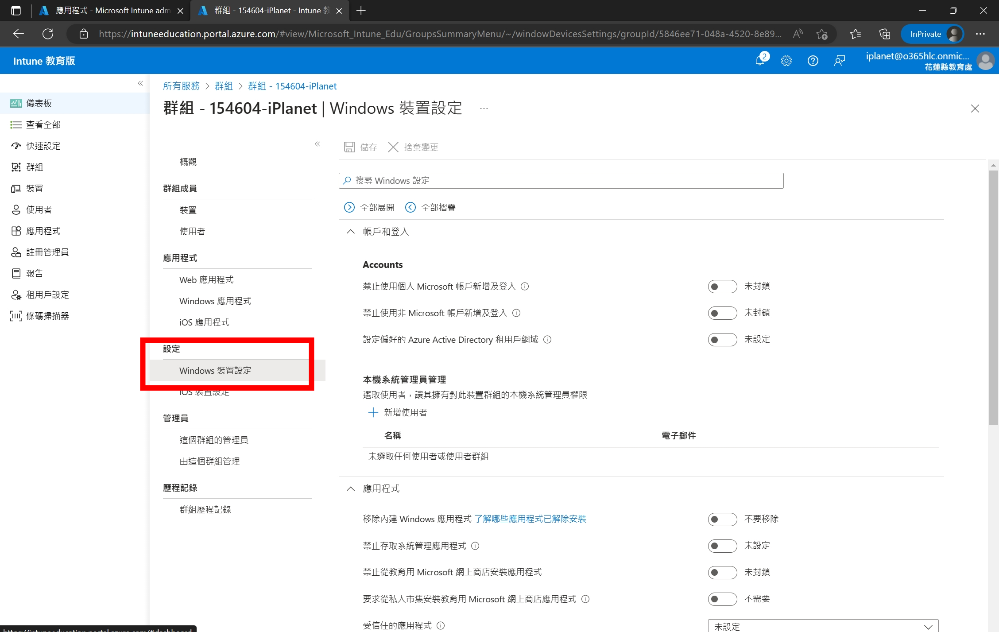 應用程式 - Microsoft Intune adm
群組 - 154604-iPlanet - Intune 教
https://intuneeducation.portal.azure.com/#view/Microsoft_Intune_Edu/GroupsSummaryMenu/~/windowDevicesSettings/groupId/5846ee71-048a-4520-8e89...
InPrivate
Intune 教育版
2
iplanet@o365hlc.onmic...
花蓮縣教育處
儀表板
查看全部
快速設定
群組
裝置
使用者
應用程式
註冊管理員
報告
租用戶設定
條碼掃描器
所有服務 > 群組 > 群組 - 154604-iPlanet
群組 - 154604-iPlanet | Windows 裝置設定 ...
概觀
群組成員
裝置
使用者
應用程式
Web 應用程式
Windows 應用程式
iOS 應用程式
設定
Windows 裝置設定
iOS 裝置設定
管理員
這個群組的管理員
由這個群組管理
歷程記錄
群組歷程記錄
儲存 捨棄變更
搜尋 Windows 設定
全部展開 全部摺疊
帳戶和登入
Accounts
禁止使用個人 Microsoft 帳戶新增及登入 未封鎖
禁止使用非 Microsoft 帳戶新增及登入 未封鎖
設定偏好的 Azure Active Directory 租用戶網域 未設定
本機系統管理員管理
選取使用者，讓其擁有對此裝置群組的本機系統管理員權限
新增使用者
名稱 電子郵件
未選取任何使用者或使用者群組
應用程式
移除內建 Windows 應用程式 了解哪些應用程式已解除安裝 不要移除
禁止存取系統管理應用程式 未設定
禁止從教育用 Microsoft 網上商店安裝應用程式 未封鎖
要求從私人市集安裝教育用 Microsoft 網上商店應用程式 不需要
受信任的應用程式 未設定
https://intuneeducation.portal.azure.com/#dashboard